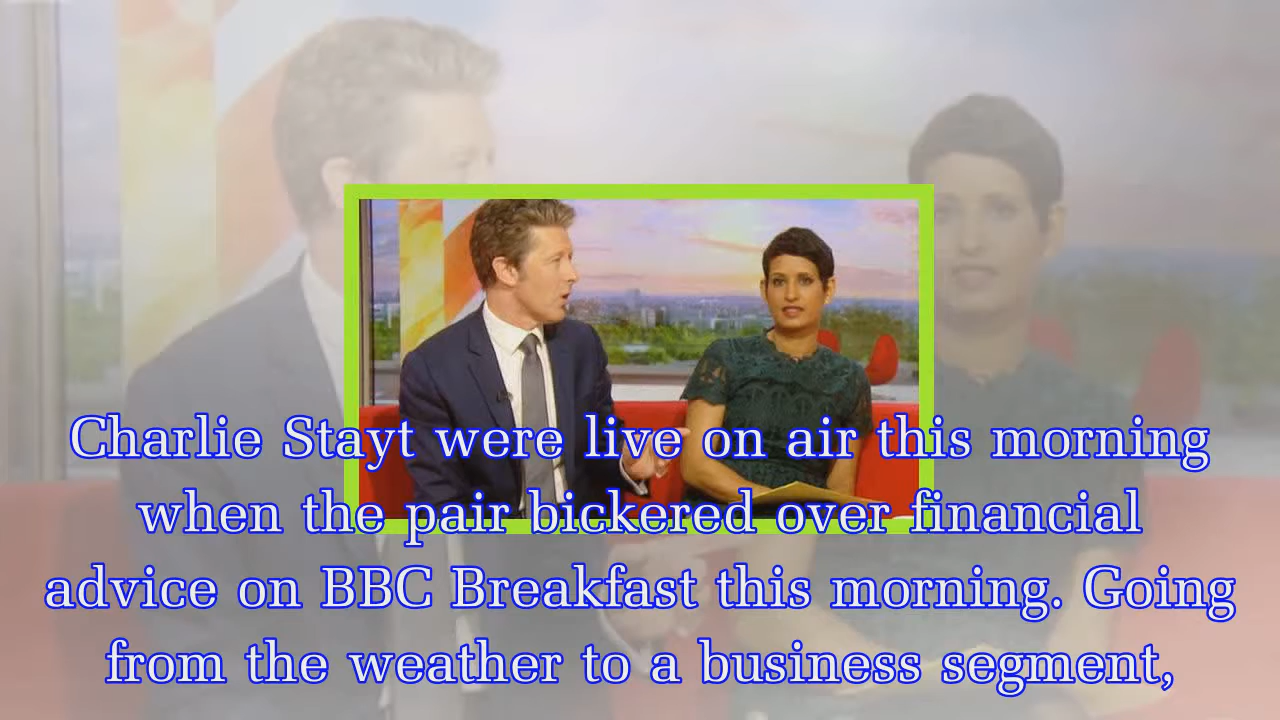 Charlie Stayt were live on air this morning
when the pair bickered over financial
advice on BBC Breakfast this morning. Going
from the weather to a business segment,